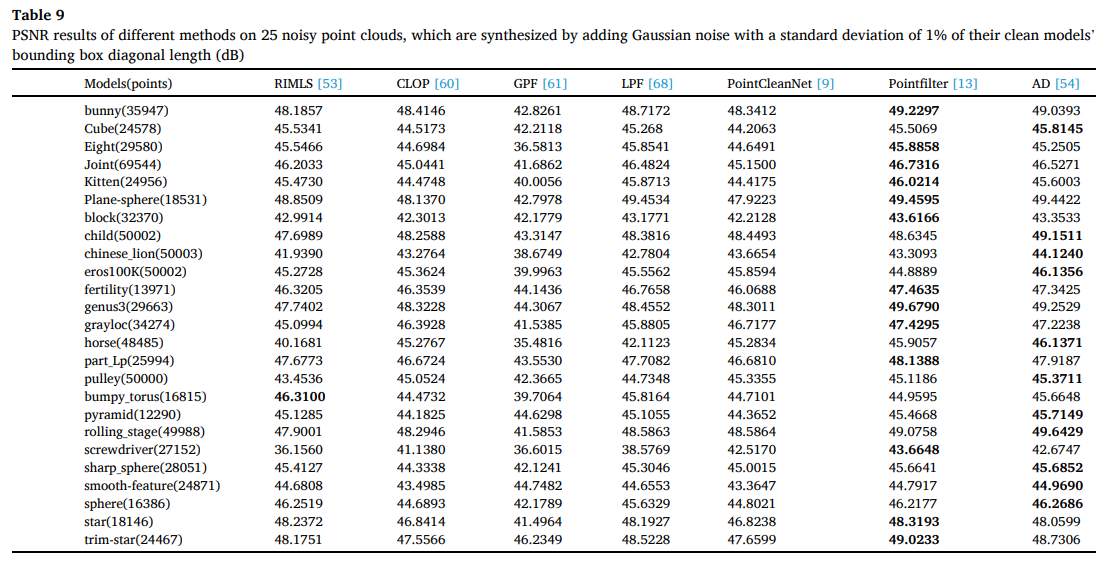 Table 9
PSNR results of different methods on 25 noisy point clouds, which are synthesized by adding Gaussian noise with a standard deviation of 1% of their clean models'
bounding box diagonal length (dB)
Models(points) RIMLS [53] CLOP [60] GPF [61] LPF [68] PointCleanNet [9] Pointfilter [13] AD [54]
bunny(35947) 48.1857 48.4146 42.8261 48.7172 48.3412 49.2297 49.0393
Cube(24578) 45.5341 44.5173 42.2118 45.268 44.2063 45.5069 45.8145
Eight(29580) 45.5466 44.6984 36.5813 45.8541 44.6491 45.8858 45.2505
Joint(69544) 46.2033 45.0441 41.6862 46.4824 45.1500 46.7316 46.5271
Kitten(24956) 45.4730 44.4748 40.0056 45.8713 44.4175 46.0214 45.6003
Plane-sphere(18531) 48.8509 48.1370 42.7978 49.4534 47.9223 49.4595 49.4422
block(32370) 42.9914 42.3013 42.1779 43.1771 42.2128 43.6166 43.3533
child(50002) 47.6989 48.2588 43.3147 48.3816 48.4493 48.6345 49.1511
chinese_lion(50003) 41.9390 43.2764 38.6749 42.7804 43.6654 43.3093 44.1240
eros100K(50002) 45.2728 45.3624 39.9963 45.5562 45.8594 44.8889 46.1356
fertility(13971) 46.3205 46.3539 44.1436 46.7658 46.0688 47.4635 47.3425
genus3(29663) 47.7402 48.3228 44.3067 48.4552 48.3011 49.6790 49.2529
grayloc(34274) 45.0994 46.3928 41.5385 45.8805 46.7177 47.4295 47.2238
horse(48485) 40.1681 45.2767 35.4816 42.1123 45.2834 45.9057 46.1371
part_Lp(25994) 47.6773 46.6724 43.5530 47.7082 46.6810 48.1388 47.9187
pulley(50000) 43.4536 45.0524 42.3665 44.7348 45.3355 45.1186 45.3711
bumpy_torus(16815) 46.3100 44.4732 39.7064 45.8164 44.7101 44.9595 45.6648
pyramid(12290) 45.1285 44.1825 44.6298 45.1055 44.3652 45.4668 45.7149
rolling_stage(49988) 47.9001 48.2946 41.5853 48.5863 48.5864 49.0758 49.6429
screwdriver(27152) 36.1560 41.1380 36.6015 38.5769 42.5170 43.6648 42.6747
sharp_sphere(28051) 45.4127 44.3338 42.1241 45.3046 45.0015 45.6641 45.6852
smooth-feature(24871) 44.6808 43.4985 44.7482 44.6553 43.3647 44.7917 44.9690
sphere(16386) 46.2519 44.6893 42.1789 45.6329 44.8021 46.2177 46.2686
star(18146) 48.2372 46.8414 41.4964 48.1927 46.8238 48.3193 48.0599
trim-star(24467) 48.1751 47.5566 46.2349 48.5228 47.6599 49.0233 48.7306